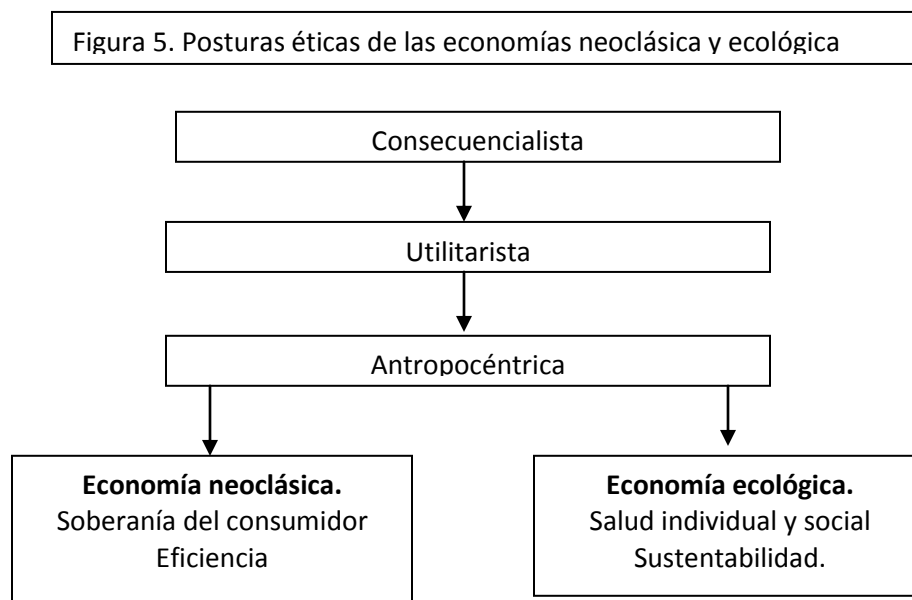 Figura 5. Posturas éticas de las economías neoclásica y ecológica
Consecuencialista
Utilitarista
Antropocéntrica
Economía neoclásica.
Soberanía del consumidor
Eficiencia
Economía ecológica.
Salud individual y social
Sustentabilidad.